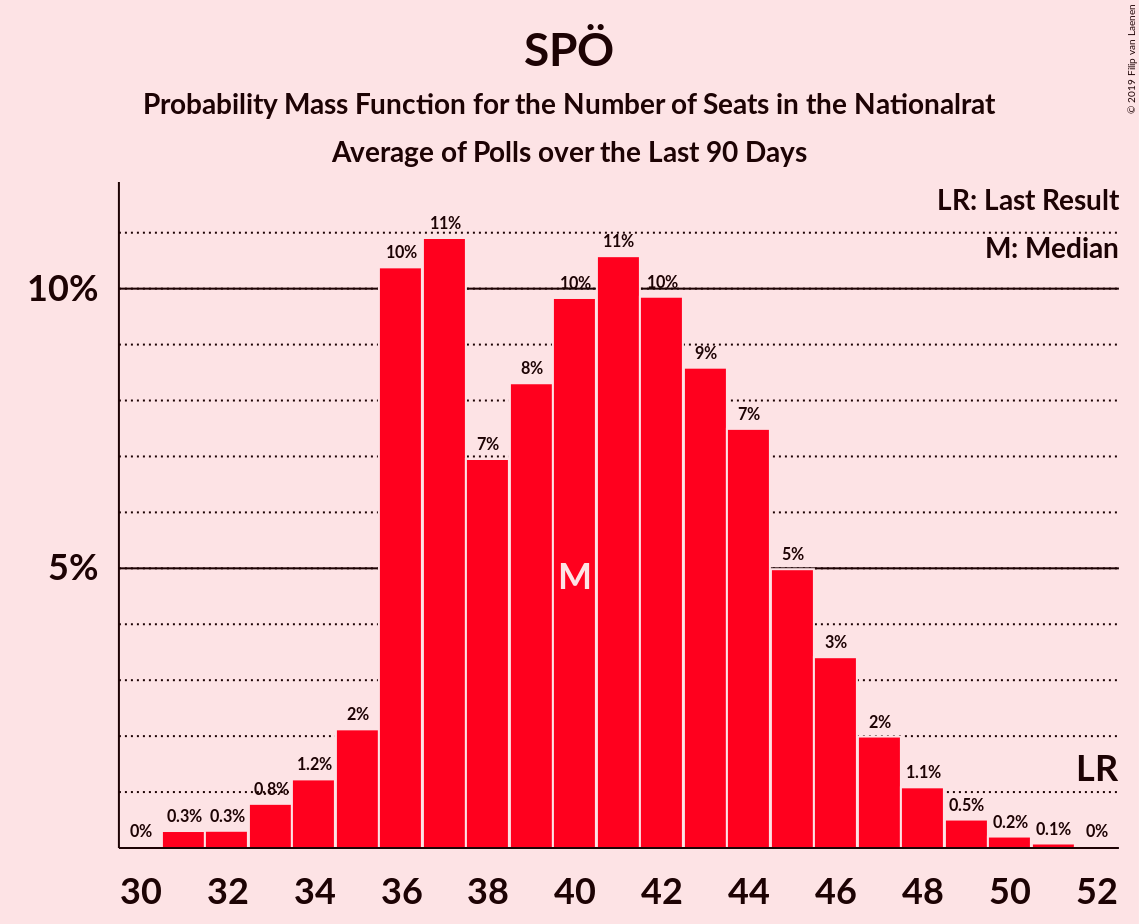 SPÖ
Probability Mass Function for the Number of Seats in the Nationalrat
Average of Polls over the Last 90 Days
© 2019 Filip van Laenen
LR: Last Result
M: Median
10%
5%
0%
0.3%
0.3%
0.8%
1.2%
2%
10%
11%
7%
8%
10%
11%
10%
9%
7%
5%
3%
2%
1.1%
0.5%
0.2%
0.1%
0%
M
LR
30 32 34 36 38 40 42 44 46 48 50 52